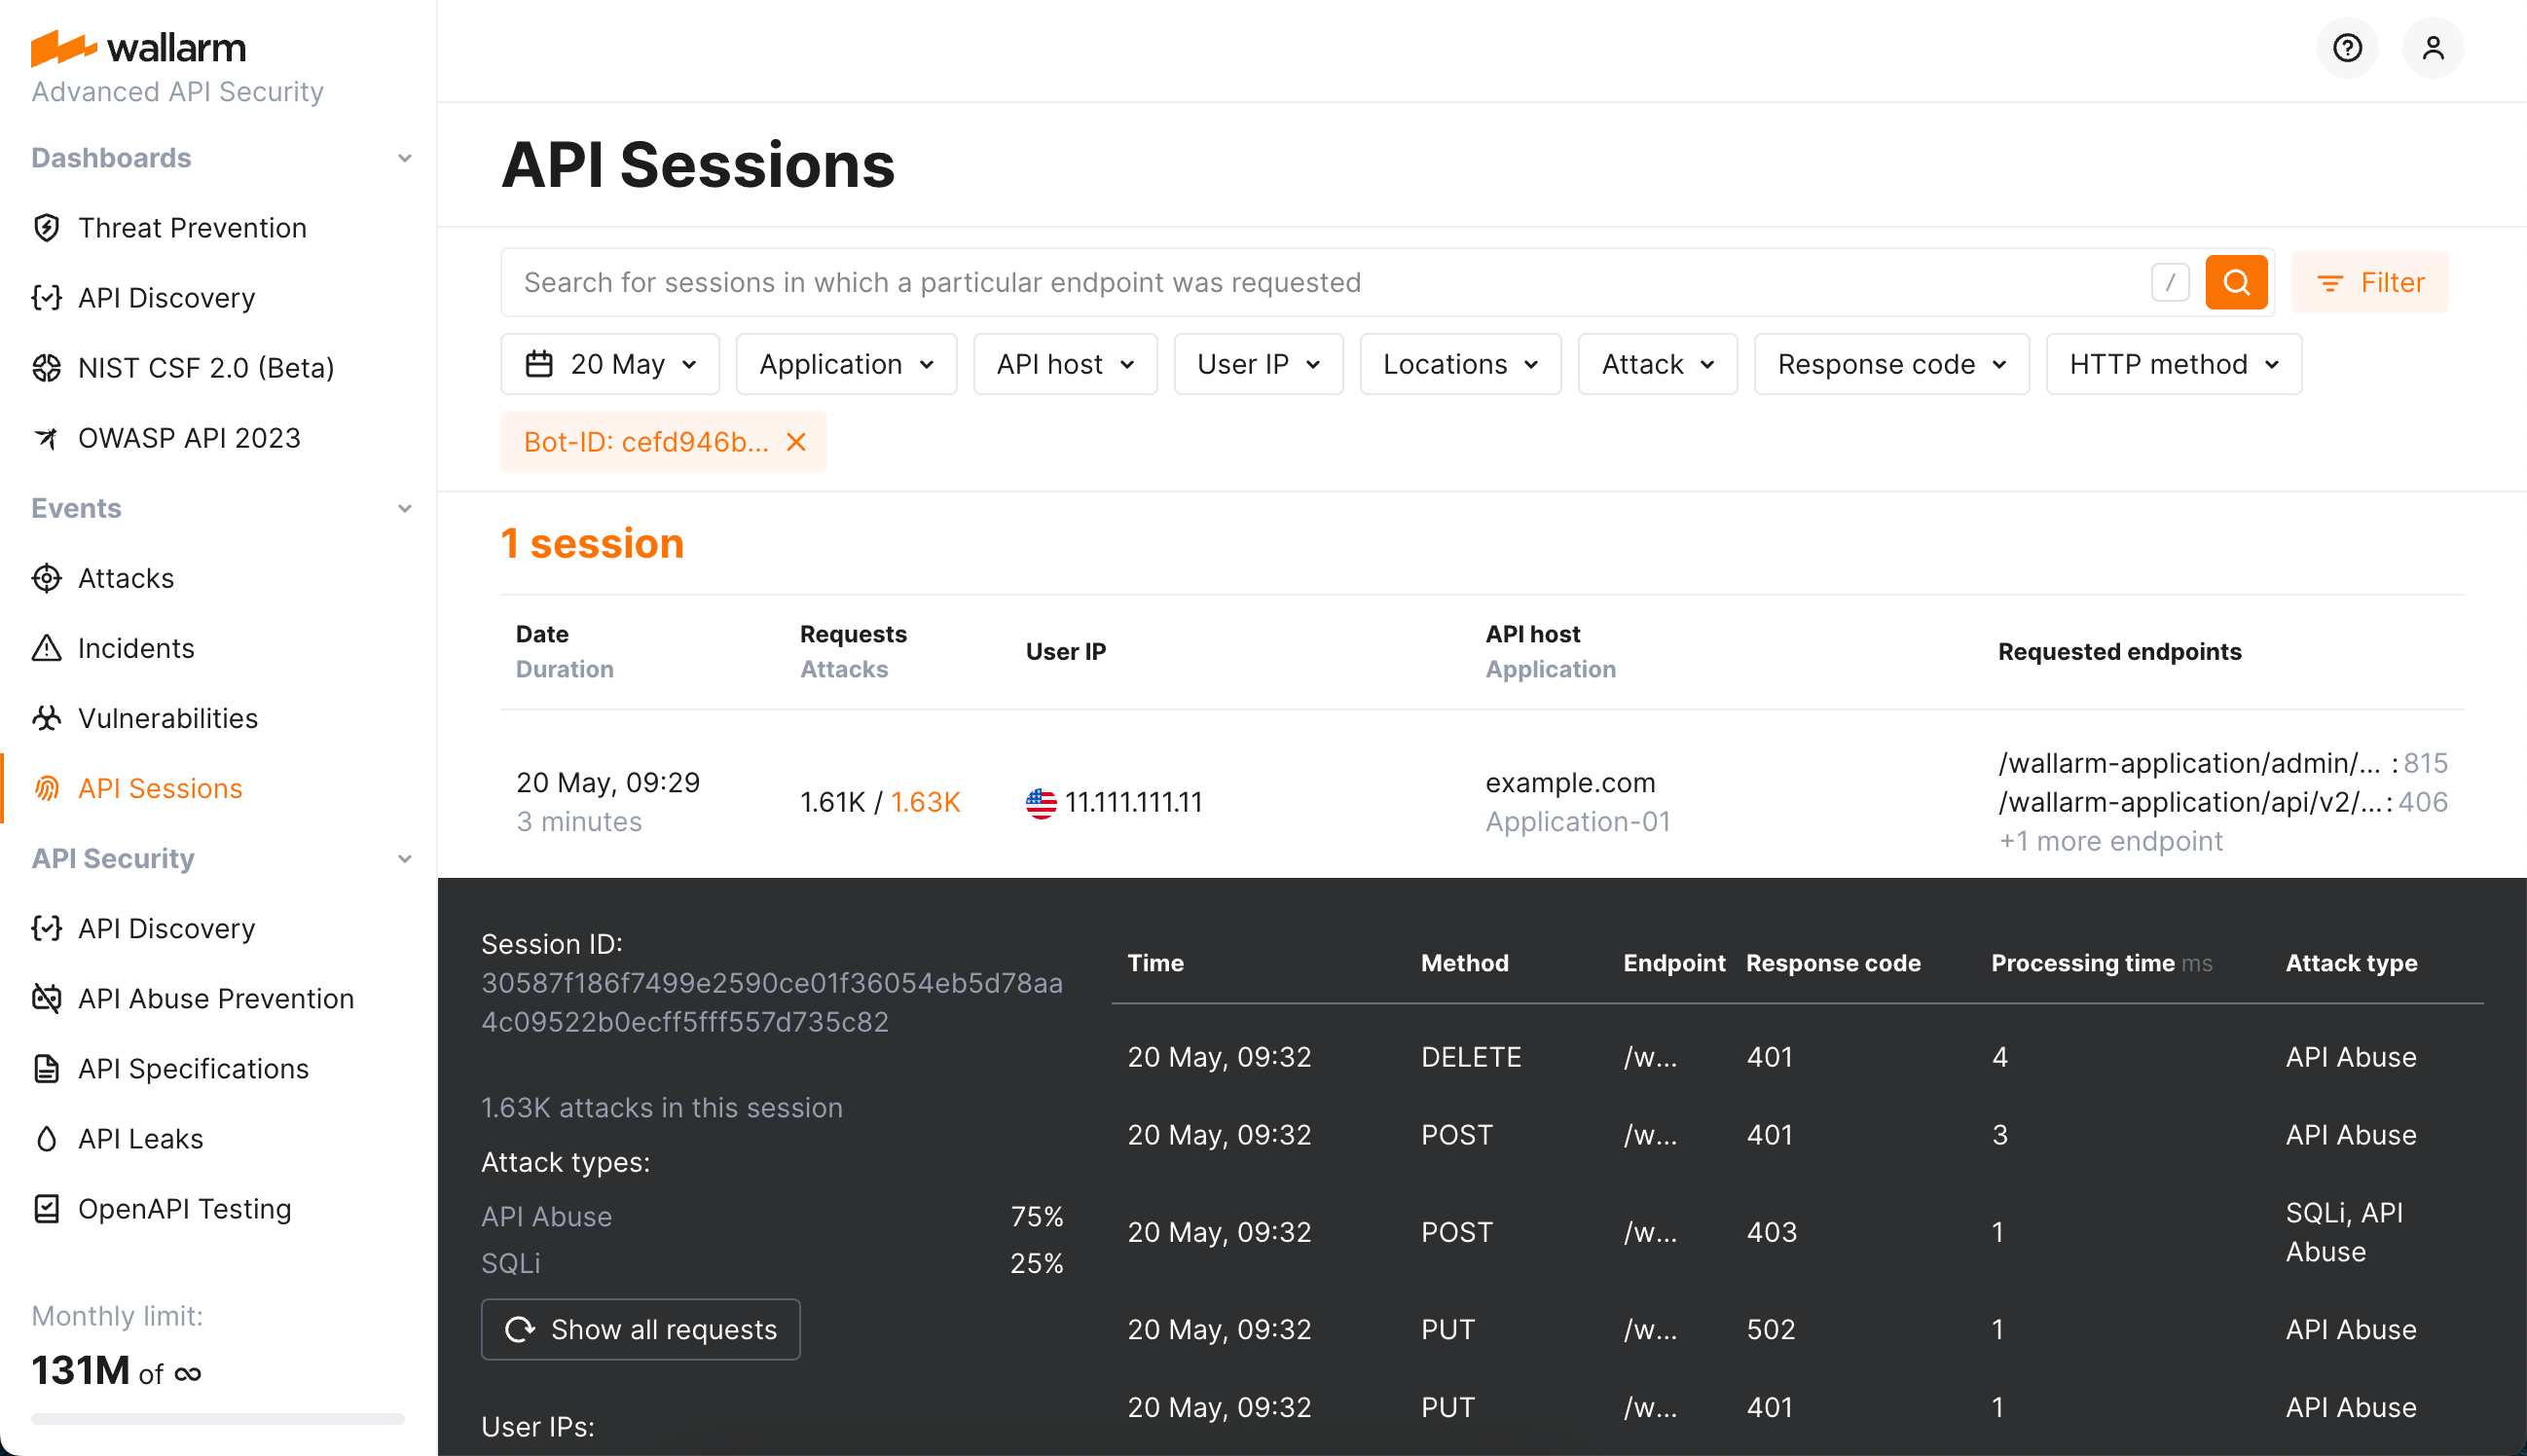 wallarm
Advanced API Security
Dashboards
Threat Prevention
API Discovery
NIST CSF 2.0 (Beta)
OWASP API 2023
Events
Attacks
Incidents
Vulnerabilities
API Sessions
API Security
API Discovery
API Abuse Prevention
API Specifications
API Leaks
OpenAPI Testing
Monthly limit:
131M of ∞
API Sessions
Search for sessions in which a particular endpoint was requested / Filter
20 May Application API host User IP Locations Attack Response code HTTP method
Bot-ID: cefd946b...
1 session
Date Requests User IP API host Requested endpoints
Duration Attacks Application
20 May, 09:29 1.61K / 1.63K 11.111.111.11 example.com /wallarm-application/admin/... : 815
3 minutes Application-01 /wallarm-application/api/v2/...: 406
+1 more endpoint
Session ID:
30587f186f7499e2590ce01f36054eb5d78aa
4c09522b0ecff5fff557d735c82
1.63K attacks in this session
Attack types:
API Abuse 75%
SQLi 25%
Show all requests
User IPs:
Time Method Endpoint Response code Processing time ms Attack type
20 May, 09:32 DELETE /w... 401 4 API Abuse
20 May, 09:32 POST /w... 401 3 API Abuse
20 May, 09:32 POST /w... 403 1 SQLi, API
Abuse
20 May, 09:32 PUT /w... 502 1 API Abuse
20 May, 09:32 PUT /w... 401 1 API Abuse